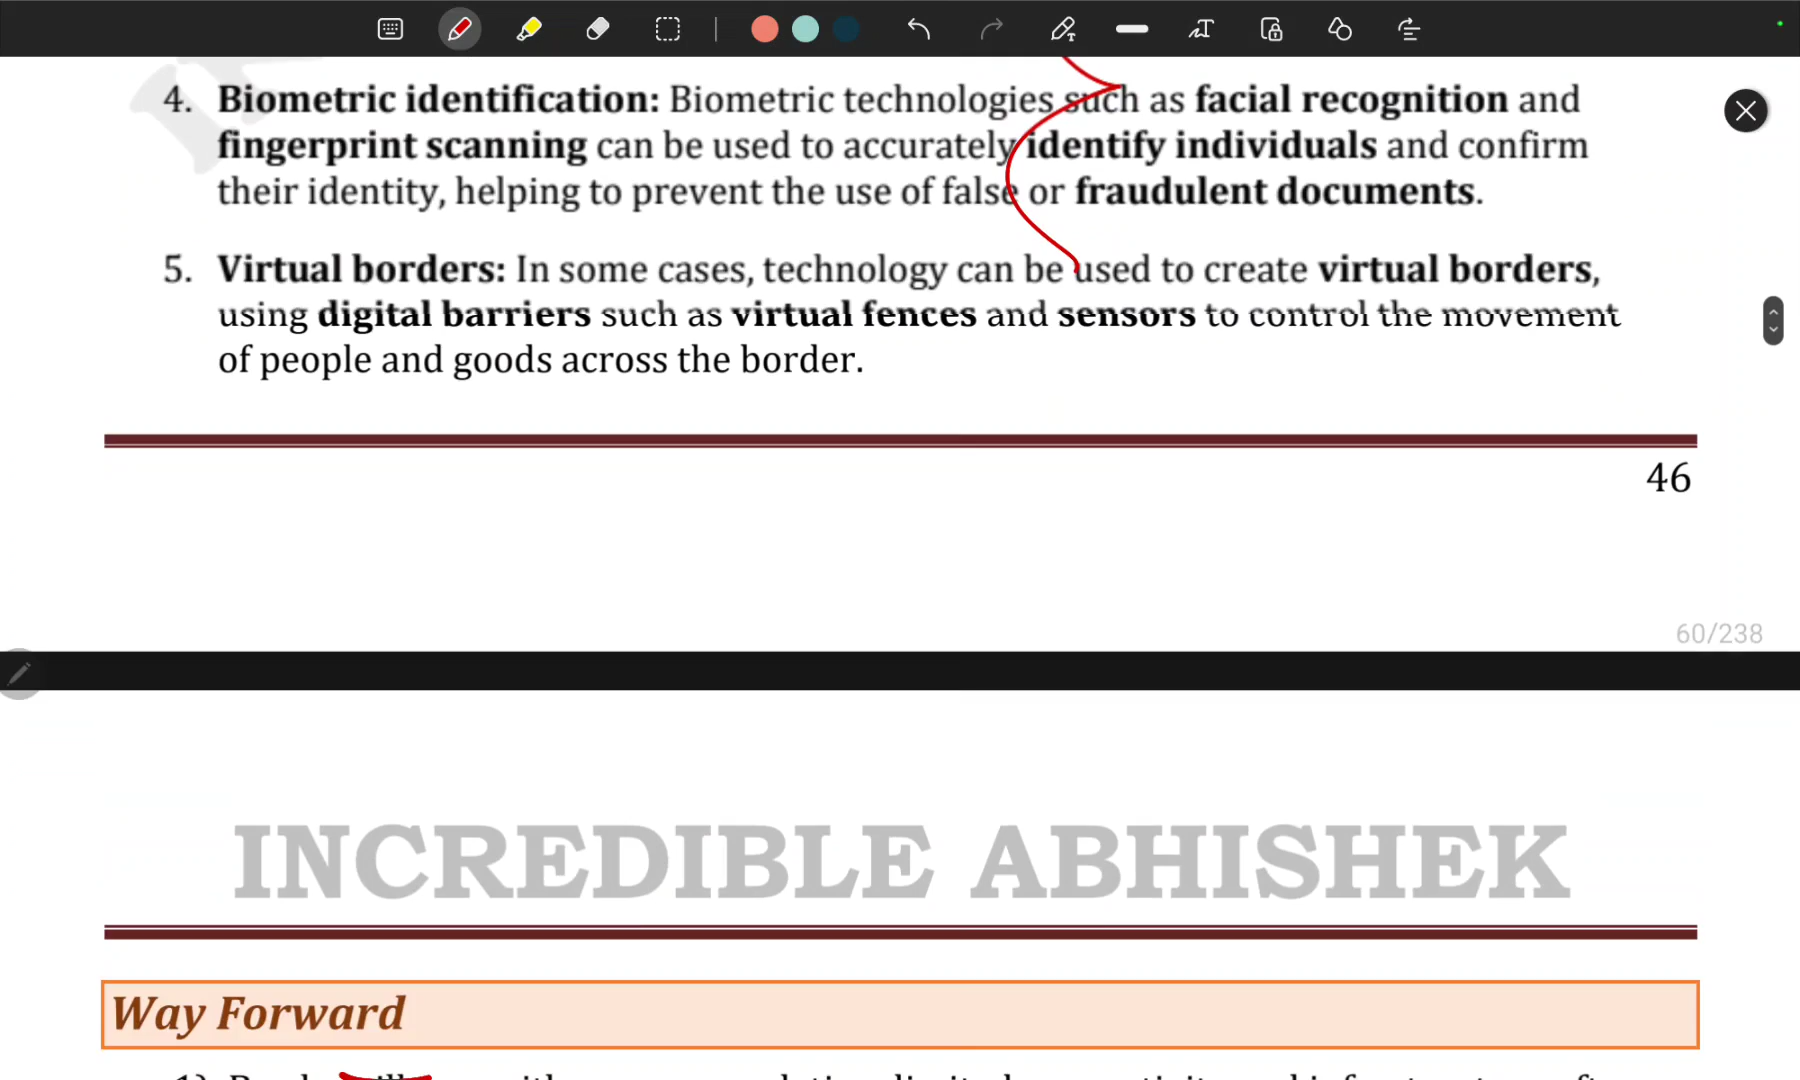 4. Biometric identification: Biometric technologies such as facial recognition and
fingerprint scanning can be used to accurately identify individuals and confirm
their identity, helping to prevent the use of false or fraudulent documents.
5. Virtual borders: In some cases, technology can be used to create virtual borders,
using digital barriers such as virtual fences and sensors to control the movement
of people and goods across the border.
46
60/238
INCREDIBLE ABHISHEK
Way Forward